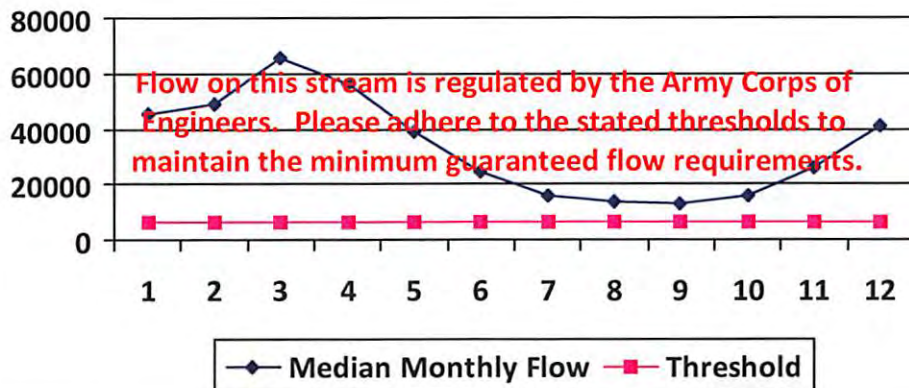 80000
60000
40000
20000
0
Flow on this stream is regulated by the Army Corps of
Engineers. Please adhere to the stated thresholds to
maintain the minimum guaranteed flow requirements.
1 2 3 4 5 6 7 8 9 10 11 12
Median Monthly Flow Threshold